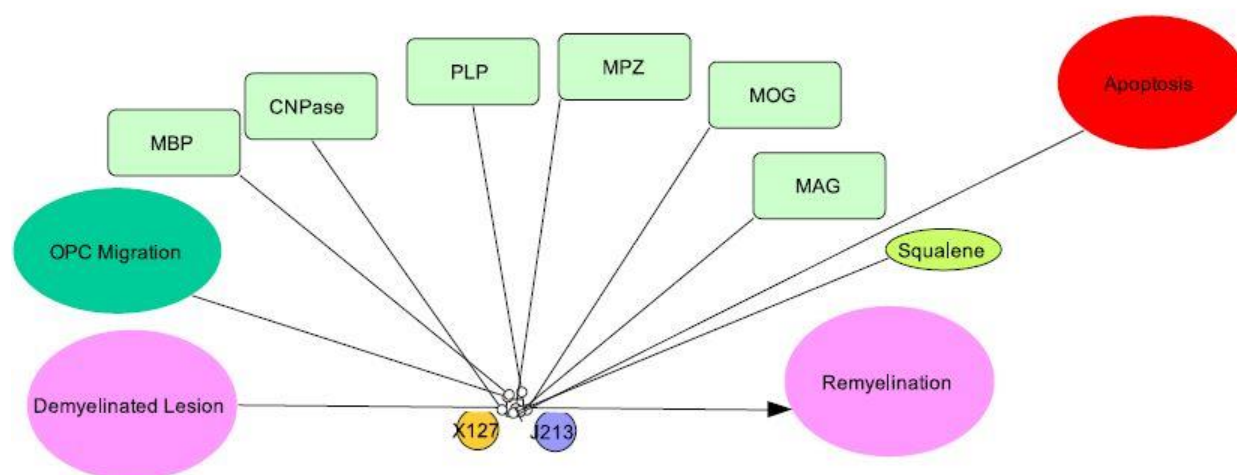 PLP
MPZ
Apoptosis
CNPase
MOG
MBP
MAG
OPC Migration
Squalene
Remyelination
Demyelinated Lesion
X127
J213